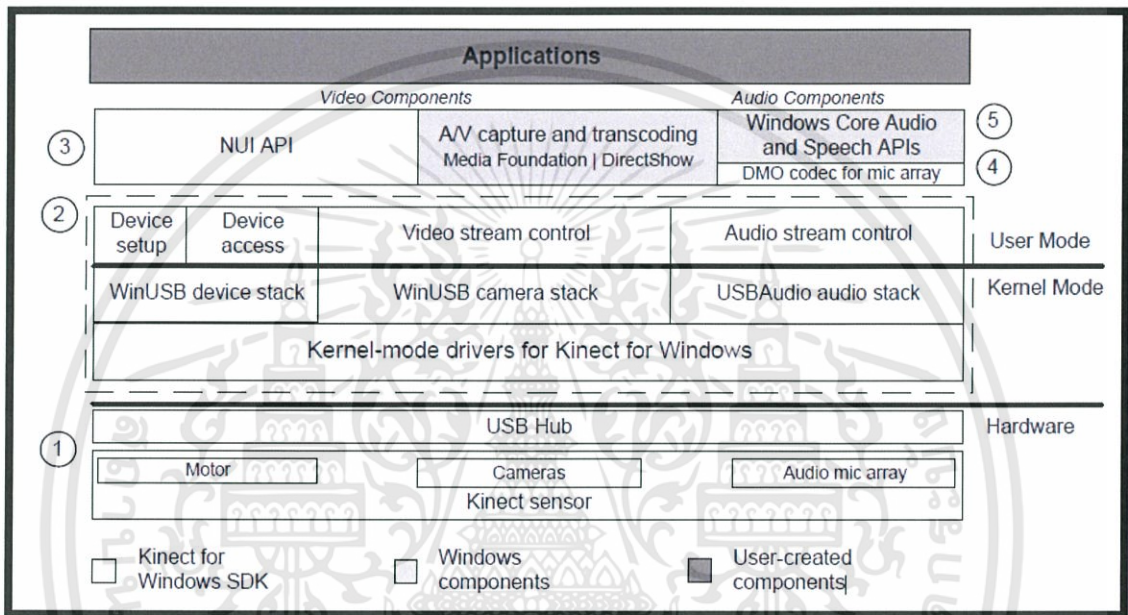 Applications
Video Components
Audio Components
3
NUI API
A/V capture and transcoding
Media Foundation | DirectShow
Windows Core Audio
and Speech APIs
5
DMO codec for mic array
4
2
Device
setup
Device
access
Video stream control
Audio stream control
User Mode
WinUSB device stack
WinUSB camera stack
USBAudio audio stack
Kernel Mode
Kernel-mode drivers for Kinect for Windows
USB Hub
Hardware
1
Motor
Cameras
Audio mic array
Kinect sensor
Kinect for
Windows SDK
Windows
components
User-created
components|